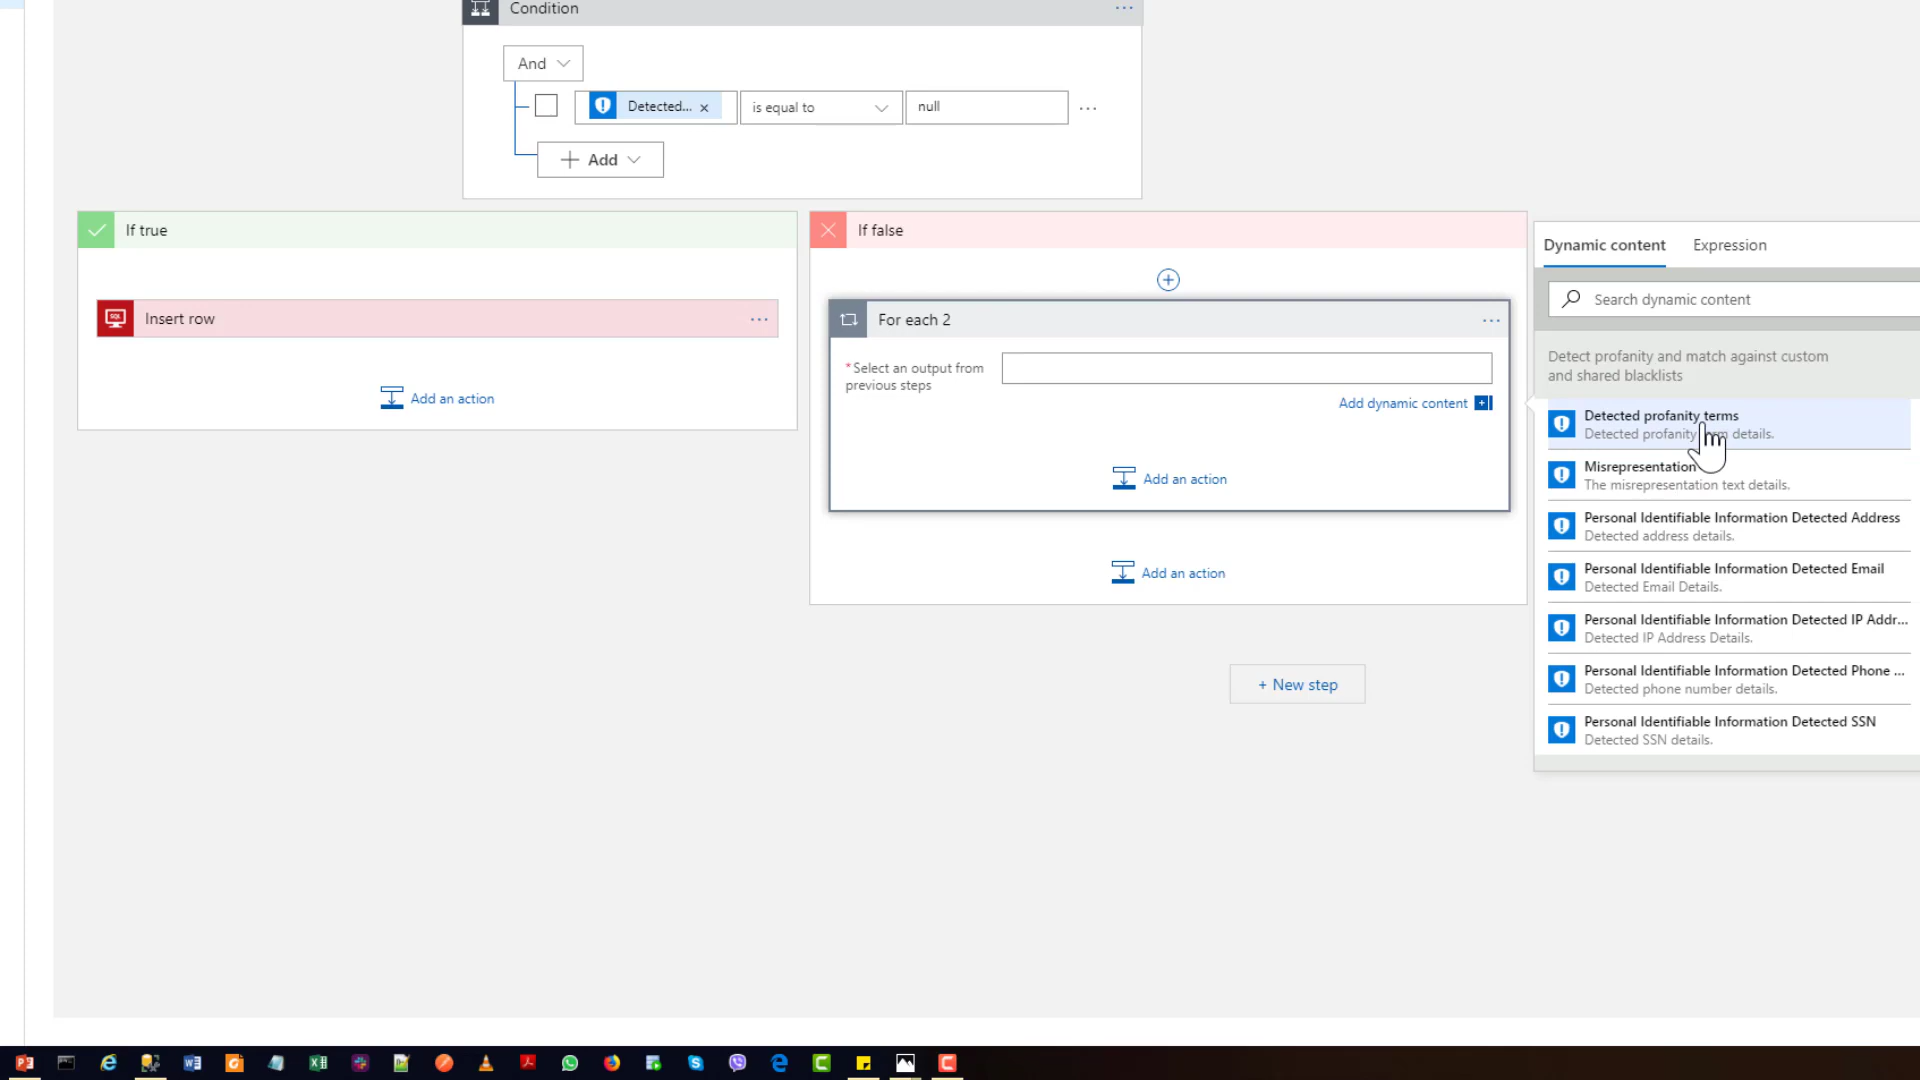 Condition
...
And
Detected... ×
is equal to
null
...
+ Add
If true
If false
Insert row
...
Add an action
For each 2
...
*Select an output from
previous steps
Add dynamic content
Add an action
Add an action
+ New step
Dynamic content
Expression
Search dynamic content
Detect profanity and match against custom
and shared blacklists
Detected profanity terms
Detected profanity term details.
Misrepresentation
The misrepresentation text details.
Personal Identifiable Information Detected Address
Detected address details.
Personal Identifiable Information Detected Email
Detected Email Details.
Personal Identifiable Information Detected IP Addr...
Detected IP Address Details.
Personal Identifiable Information Detected Phone ...
Detected phone number details.
Personal Identifiable Information Detected SSN
Detected SSN details.